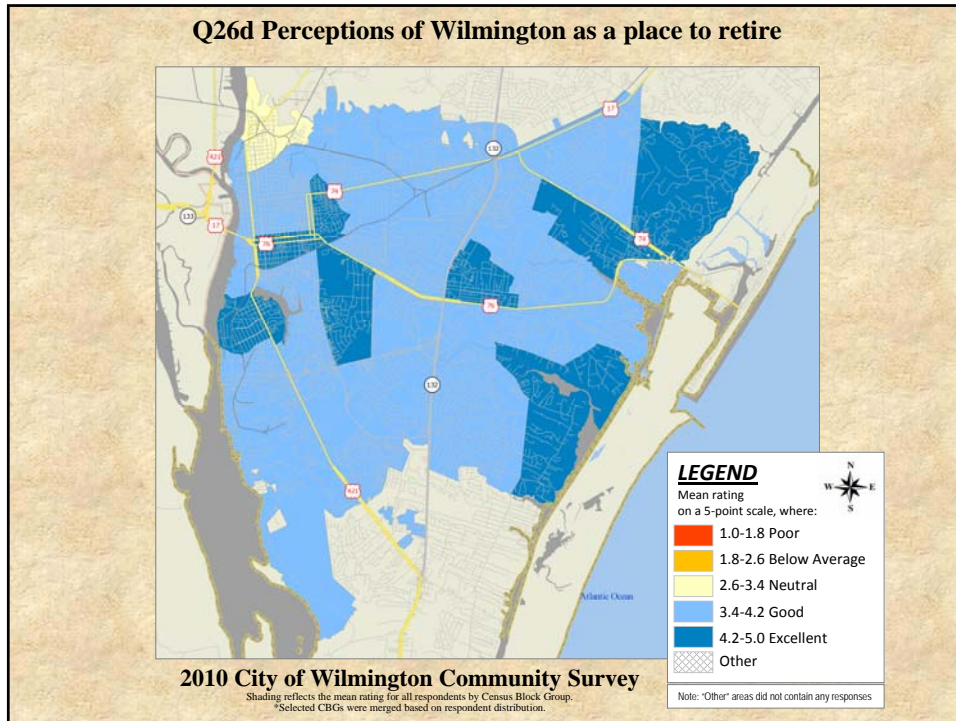 Q26d Perceptions of Wilmington as a place to retire
17
132
421
74
133
17
76
74
76
132
421
Atlantic Ocean
LEGEND
N
W E
S
Mean rating
on a 5-point scale, where:
1.0-1.8 Poor
1.8-2.6 Below Average
2.6-3.4 Neutral
3.4-4.2 Good
4.2-5.0 Excellent
Other
2010 City of Wilmington Community Survey
Shading reflects the mean rating for all respondents by Census Block Group.
*Selected CBGs were merged based on respondent distribution.
Note: "Other" areas did not contain any responses